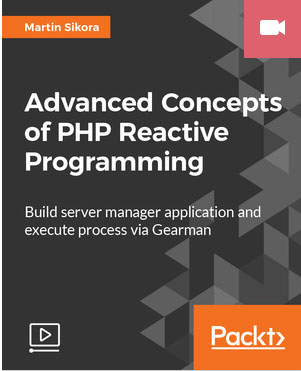 Martin Sikora
Advanced Concepts
of PHP Reactive
Programming
Build server manager application and
execute process via Gearman
Packt>